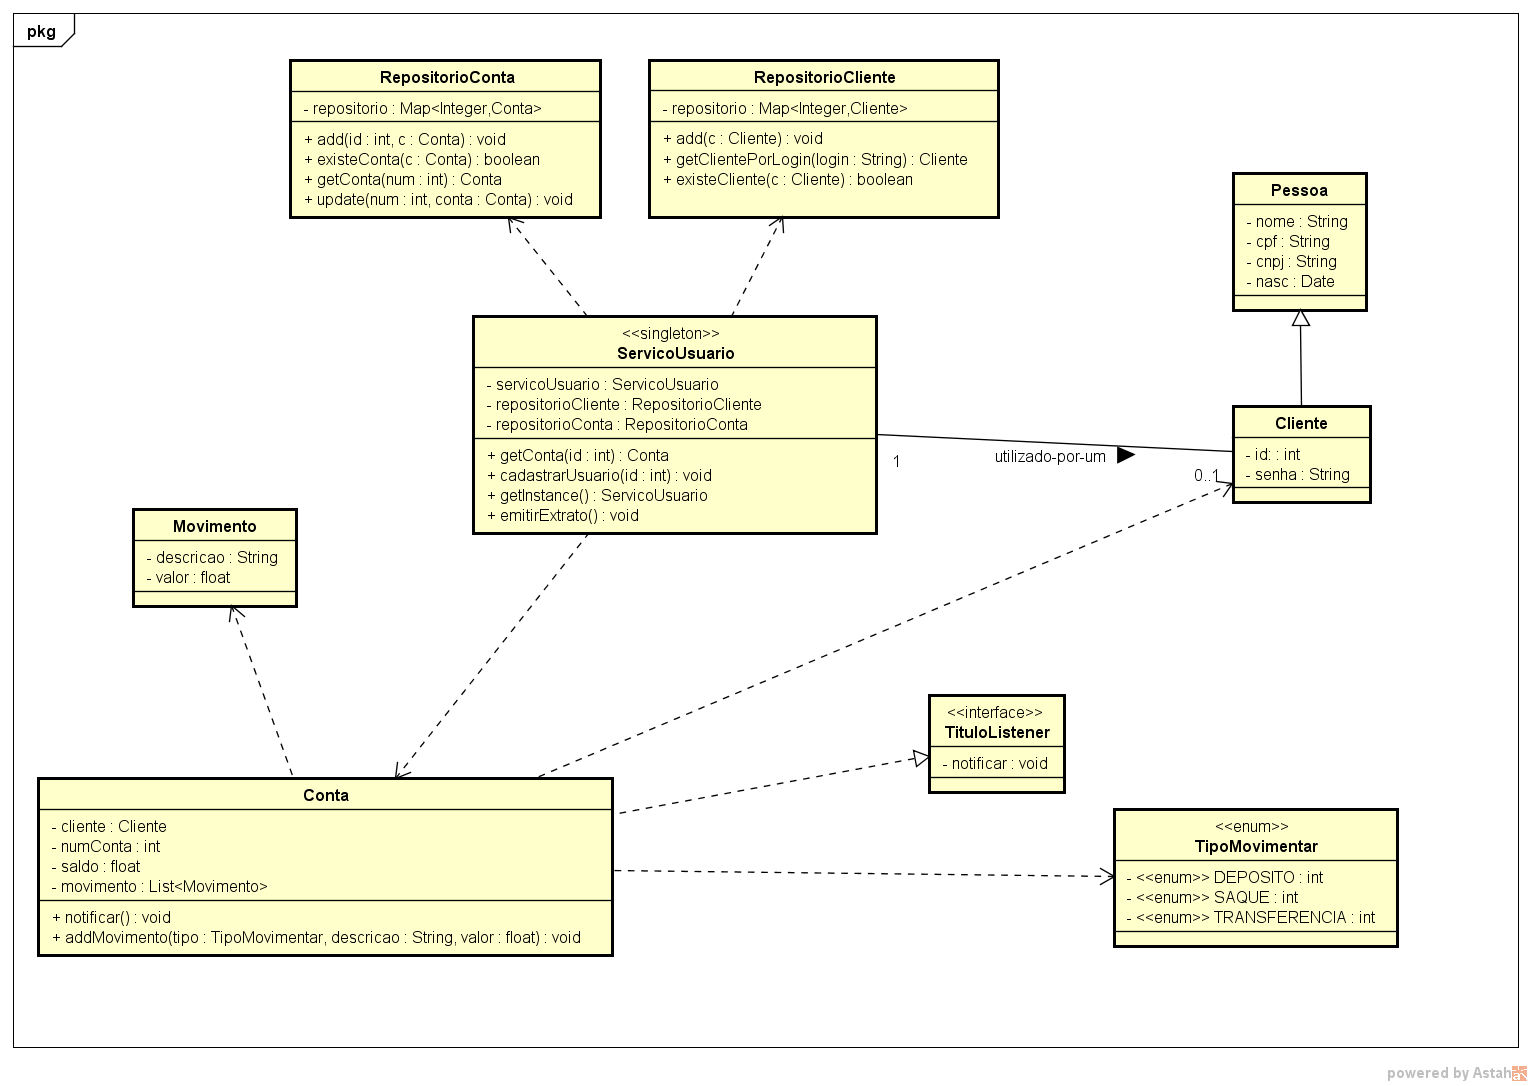 pkg
RepositorioConta
- repositorio : Map<Integer,Conta>
+ add(id : int, c : Conta) : void
+ existeConta(c : Conta) : boolean
+ getConta(num : int) : Conta
+ update(num : int, conta : Conta) : void
RepositorioCliente
- repositorio : Map<Integer,Cliente>
+ add(c : Cliente) : void
+ getClientePorLogin(login : String) : Cliente
+ existeCliente(c : Cliente) : boolean
Pessoa
- nome : String
- cpf : String
- cnpj : String
- nasc : Date
<<singleton>>
ServicoUsuario
- servicoUsuario : ServicoUsuario
- repositorioCliente : RepositorioCliente
- repositorioConta : RepositorioConta
+ getConta(id : int) : Conta
+ cadastrarUsuario(id : int) : void
+ getInstance() : ServicoUsuario
+ emitirExtrato() : void
1
utilizado-por-um
0..1
Cliente
- id: : int
- senha : String
Movimento
- descricao : String
- valor : float
<<interface>>
TituloListener
- notificar : void
Conta
- cliente : Cliente
- numConta : int
- saldo : float
- movimento : List<Movimento>
+ notificar() : void
+ addMovimento(tipo : TipoMovimentar, descricao : String, valor : float) : void
<<enum>>
TipoMovimentar
- <<enum>> DEPOSITO : int
- <<enum>> SAQUE : int
- <<enum>> TRANSFERENCIA : int
powered by Astah